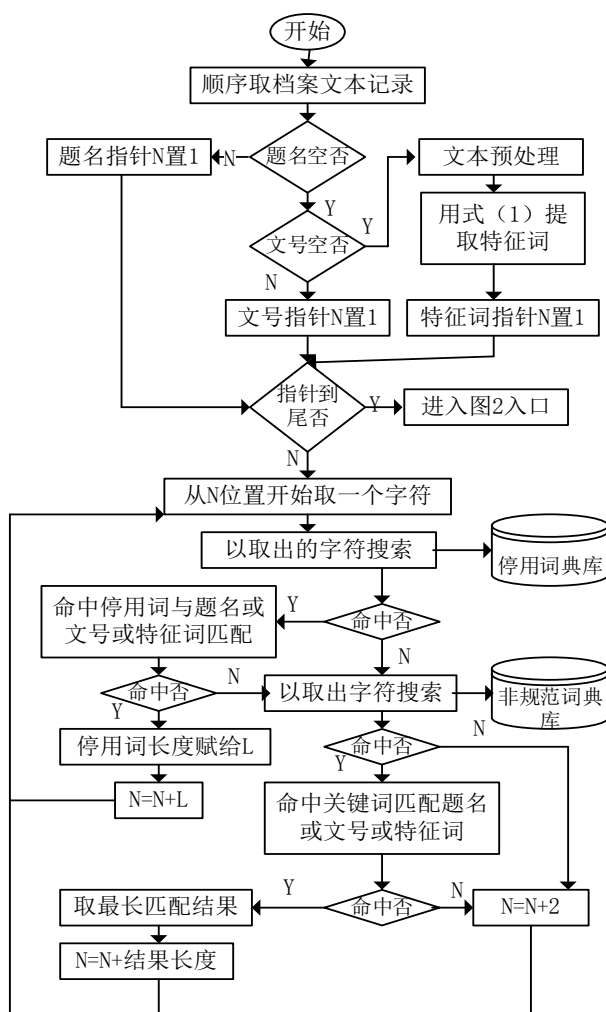 开始
顺序取档案文本记录
题名指针N置1
N
题名空否
文本预处理
Y
文号空否
Y
用式（1）提
取特征词
N
文号指针N置1
特征词指针N置1
指针到
尾否
Y
进入图2入口
N
从N位置开始取一个字符
以取出的字符搜索
停用词典库
命中停用词与题名或
文号或特征词匹配
Y
命中否
N
命中否
N
以取出字符搜索
非规范词典
库
Y
停用词长度赋给L
命中否
N
Y
N=N+L
命中关键词匹配题名
或文号或特征词
取最长匹配结果
Y
命中否
N
N=N+2
N=N+结果长度